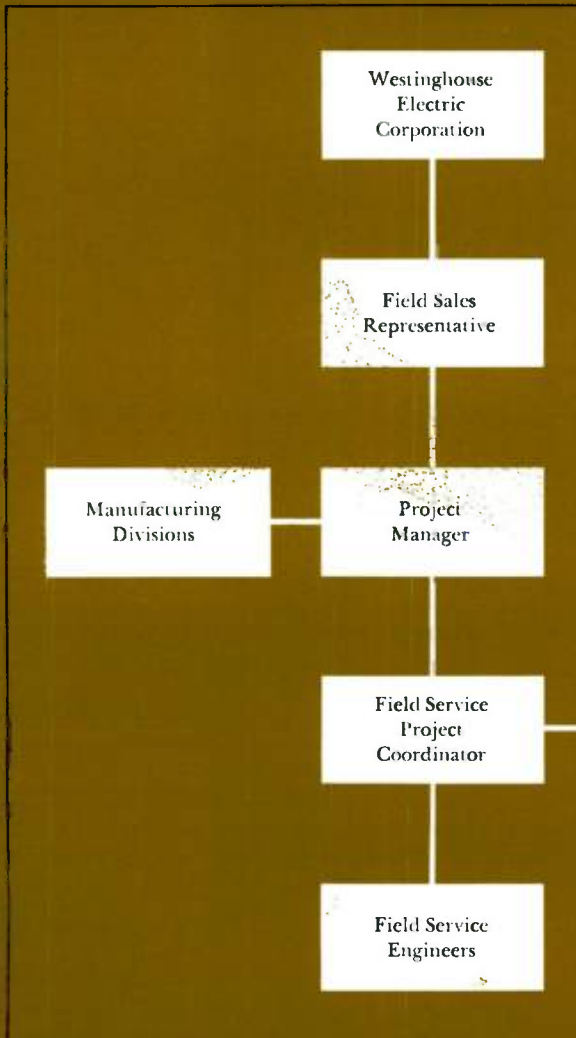 Westinghouse
Electric
Corporation
Field Sales
Representative
Manufacturing
Divisions
Project
Manager
Field Service
Project
Coordinator
Field Service
Engineers